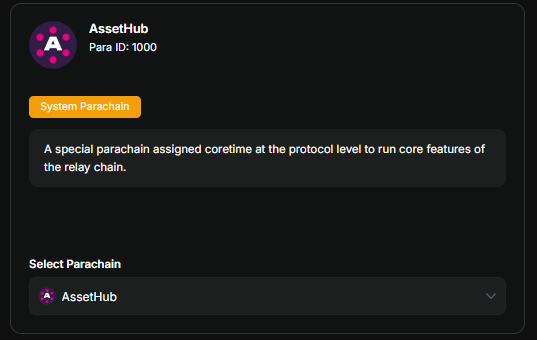 A
AssetHub
Para ID: 1000
System Parachain
A special parachain assigned coretime at the protocol level to run core features of
the relay chain.
Select Parachain
A
AssetHub